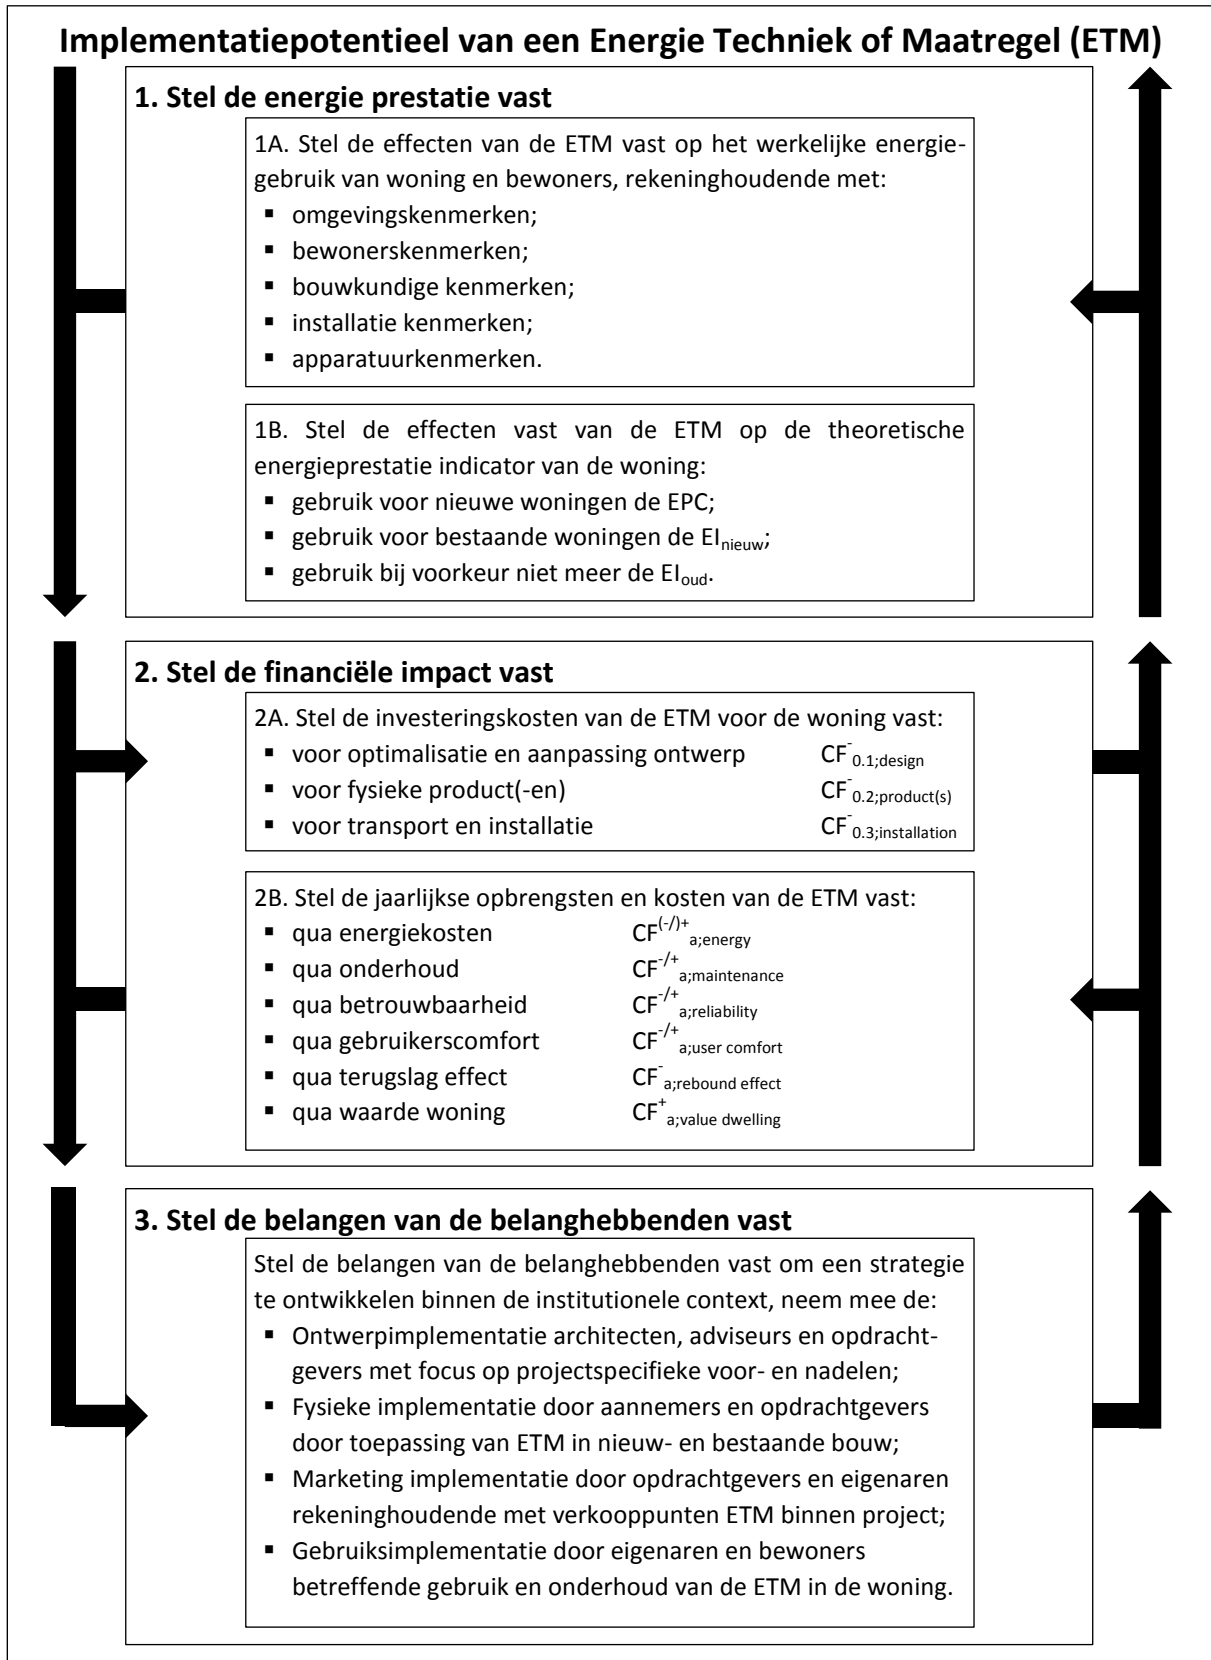 Implementatiepotentieel van een Energie Techniek of Maatregel (ETM)
1. Stel de energie prestatie vast
1A. Stel de effecten van de ETM vast op het werkelijke energie-
gebruik van woning en bewoners, rekeninghoudende met:
▪ omgevingskenmerken;
▪ bewonerskenmerken;
▪ bouwkundige kenmerken;
▪ installatie kenmerken;
▪ apparatuurkenmerken.
1B. Stel de effecten vast van de ETM op de theoretische
energieprestatie indicator van de woning:
▪ gebruik voor nieuwe woningen de EPC;
▪ gebruik voor bestaande woningen de EI_nieuw;
▪ gebruik bij voorkeur niet meer de EI_oud.
2. Stel de financiële impact vast
2A. Stel de investeringskosten van de ETM voor de woning vast:
▪ voor optimalisatie en aanpassing ontwerp CF^-_0.1;design
▪ voor fysieke product(-en) CF^-_0.2;product(s)
▪ voor transport en installatie CF^-_0.3;installation
2B. Stel de jaarlijkse opbrengsten en kosten van de ETM vast:
▪ qua energiekosten CF^(-/)+_a;energy
▪ qua onderhoud CF^-/+_a;maintenance
▪ qua betrouwbaarheid CF^-/+_a;reliability
▪ qua gebruikerscomfort CF^-/+_a;user comfort
▪ qua terugslag effect CF^-_a;rebound effect
▪ qua waarde woning CF^+_a;value dwelling
3. Stel de belangen van de belanghebbenden vast
Stel de belangen van de belanghebbenden vast om een strategie
te ontwikkelen binnen de institutionele context, neem mee de:
▪ Ontwerpimplementatie architecten, adviseurs en opdracht-
gevers met focus op projectspecifieke voor- en nadelen;
▪ Fysieke implementatie door aannemers en opdrachtgevers
door toepassing van ETM in nieuw- en bestaande bouw;
▪ Marketing implementatie door opdrachtgevers en eigenaren
rekeninghoudende met verkooppunten ETM binnen project;
▪ Gebruiksimplementatie door eigenaren en bewoners
betreffende gebruik en onderhoud van de ETM in de woning.